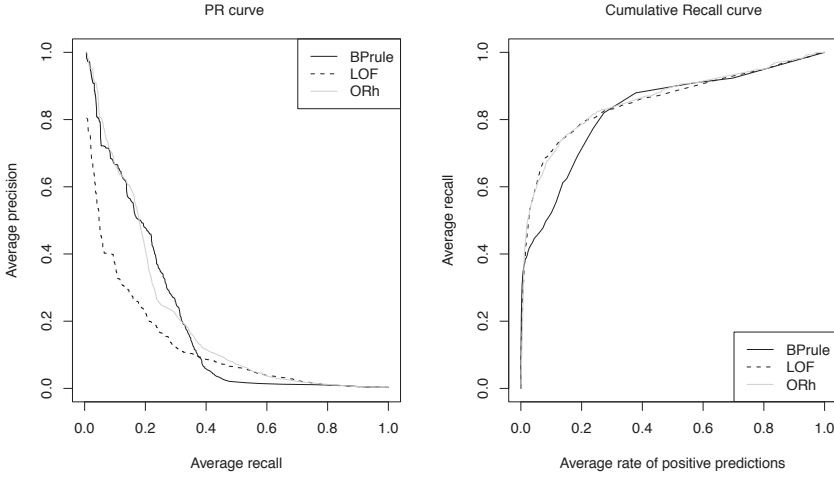 PR curve
Average precision
0.0 0.2 0.4 0.6 0.8 1.0
BPrule
LOF
ORh
0.0 0.2 0.4 0.6 0.8 1.0
Average recall
Cumulative Recall curve
Average recall
0.0 0.2 0.4 0.6 0.8 1.0
BPrule
LOF
ORh
0.0 0.2 0.4 0.6 0.8 1.0
Average rate of positive predictions